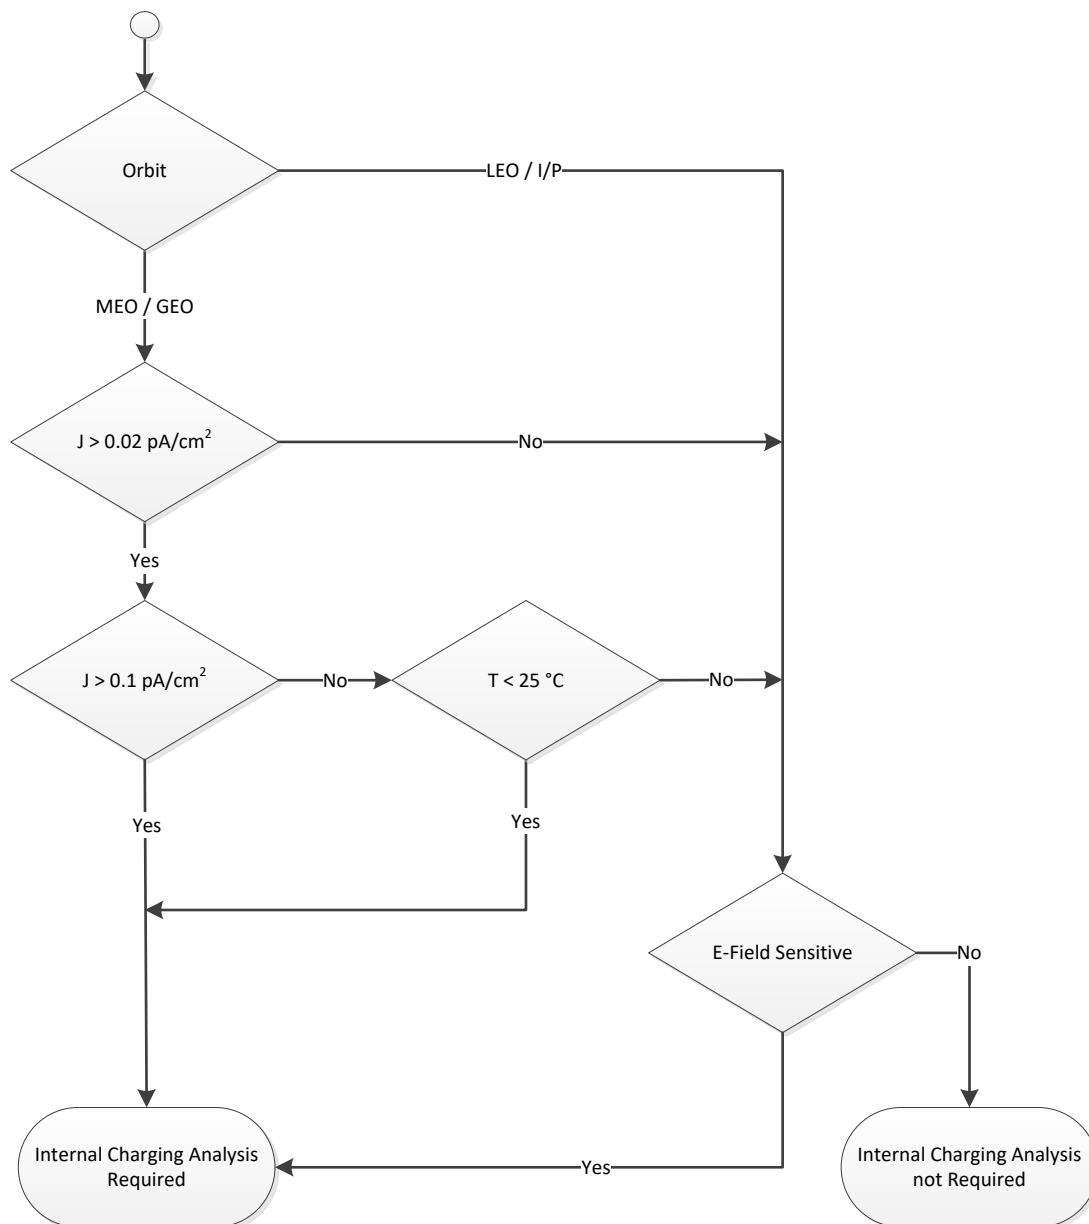 Orbit
LEO / I/P
MEO / GEO
J > 0.02 pA/cm²
No
Yes
J > 0.1 pA/cm²
No
T < 25 °C
No
Yes
Yes
E-Field Sensitive
No
Internal Charging Analysis
Required
Yes
Internal Charging Analysis
not Required